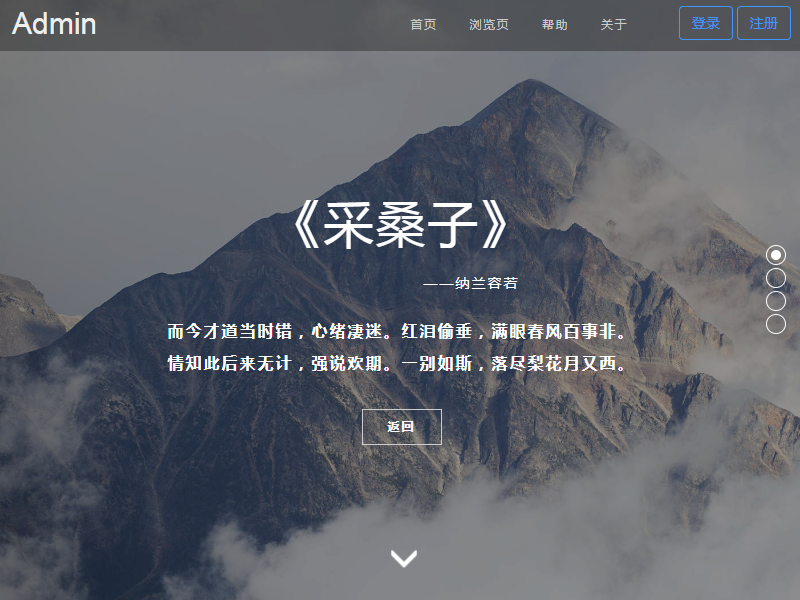 Admin
首页 浏览页 帮助 关于 登录 注册
《采桑子》
——纳兰容若
而今才道当时错，心绪凄迷。红泪偷垂，满眼春风百事非。
情知此后来无计，强说欢期。一别如斯，落尽梨花月又西。
返回